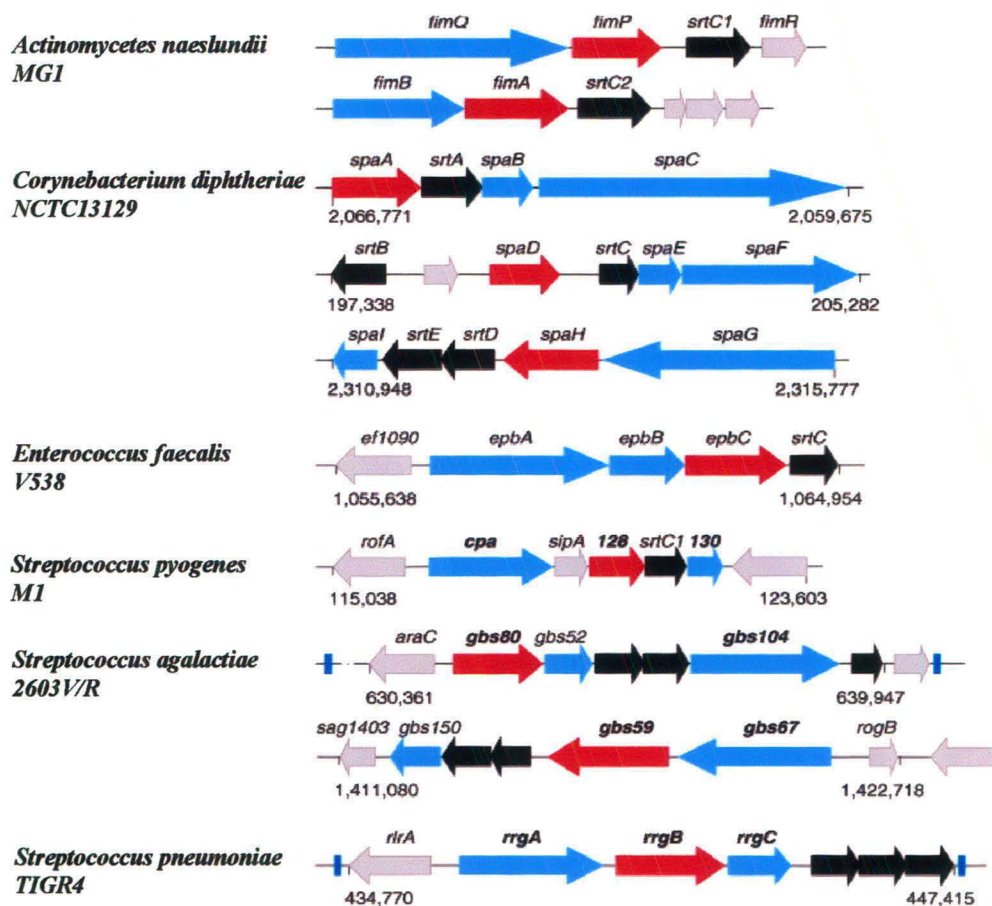 fimQ fimP srtC1 fimR
Actinomycetes naeslundii
MG1
fimB fimA srtC2
spaA srtA spaB spaC
Corynebacterium diphtheriae
NCTC13129
2,066,771 2,059,675
srtB spaD srtC spaE spaF
197,338 205,282
spaI srtE srtD spaH spaG
2,310,948 2,315,777
ef1090 epbA epbB epbC srtC
Enterococcus faecalis
V538
1,055,638 1,064,954
rofA cpa sipA 128 srtC1 130
Streptococcus pyogenes
M1
115,038 123,603
araC gbs80 gbs52 gbs104
Streptococcus agalactiae
2603V/R
630,361 639,947
sag1403 gbs150 gbs59 gbs67 rogB
1,411,080 1,422,718
rlrA rrgA rrgB rrgC
Streptococcus pneumoniae
TIGR4
434,770 447,415